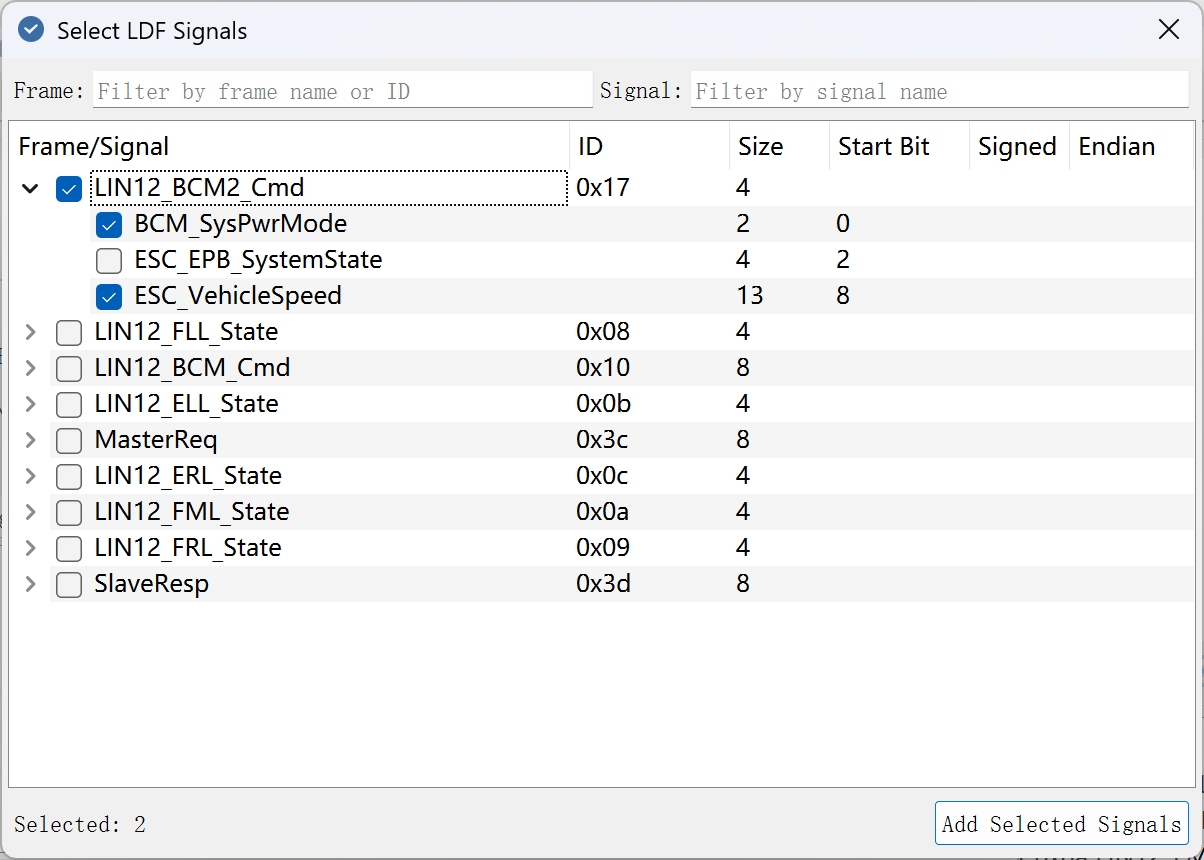 Select LDF Signals
Frame: Filter by frame name or ID Signal: Filter by signal name
Frame/Signal ID Size Start Bit Signed Endian
LIN12_BCM2_Cmd 0x17 4
BCM_SysPwrMode 2 0
ESC_EPB_SystemState 4 2
ESC_VehicleSpeed 13 8
LIN12_FLL_State 0x08 4
LIN12_BCM_Cmd 0x10 8
LIN12_ELL_State 0x0b 4
MasterReq 0x3c 8
LIN12_ERL_State 0x0c 4
LIN12_FML_State 0x0a 4
LIN12_FRL_State 0x09 4
SlaveResp 0x3d 8
Selected: 2 Add Selected Signals